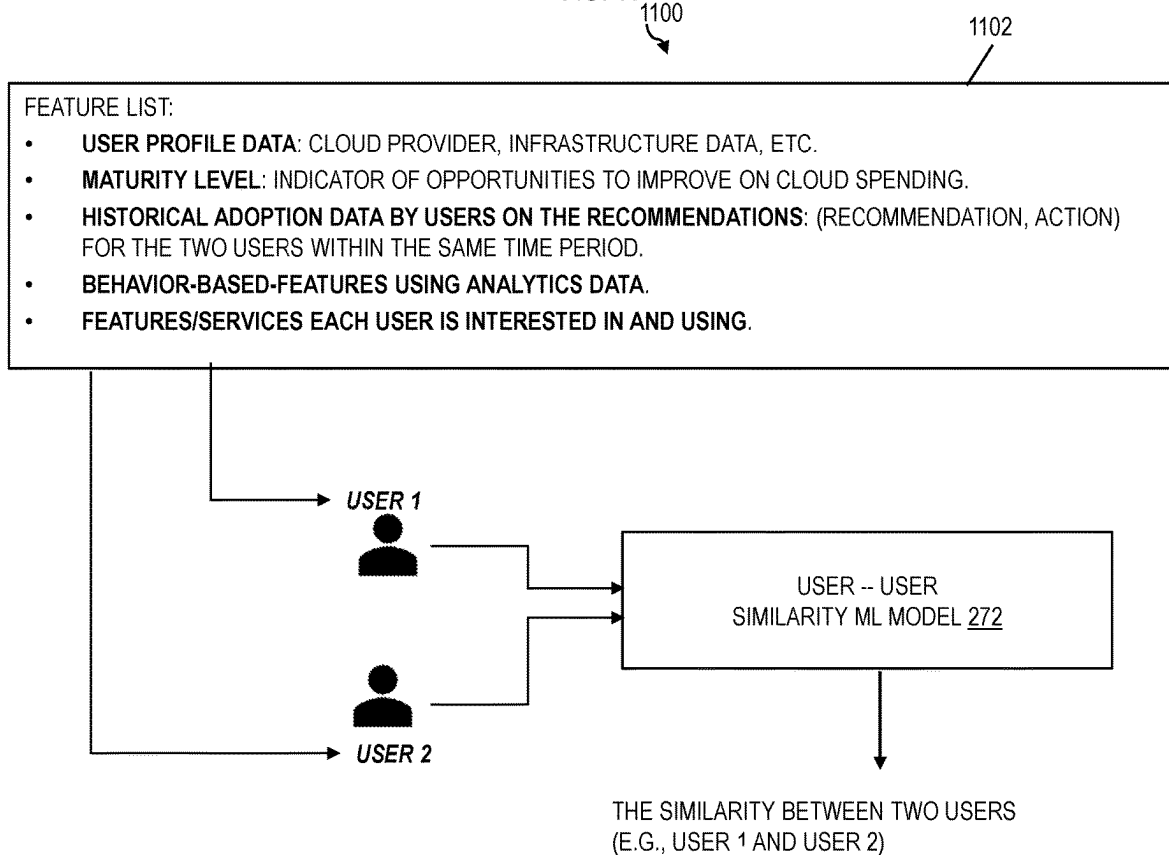 1100
1102
FEATURE LIST:
• USER PROFILE DATA: CLOUD PROVIDER, INFRASTRUCTURE DATA, ETC.
• MATURITY LEVEL: INDICATOR OF OPPORTUNITIES TO IMPROVE ON CLOUD SPENDING.
• HISTORICAL ADOPTION DATA BY USERS ON THE RECOMMENDATIONS: (RECOMMENDATION, ACTION)
FOR THE TWO USERS WITHIN THE SAME TIME PERIOD.
• BEHAVIOR-BASED-FEATURES USING ANALYTICS DATA.
• FEATURES/SERVICES EACH USER IS INTERESTED IN AND USING.
USER 1
USER -- USER
SIMILARITY ML MODEL 272
USER 2
THE SIMILARITY BETWEEN TWO USERS
(E.G., USER 1 AND USER 2)